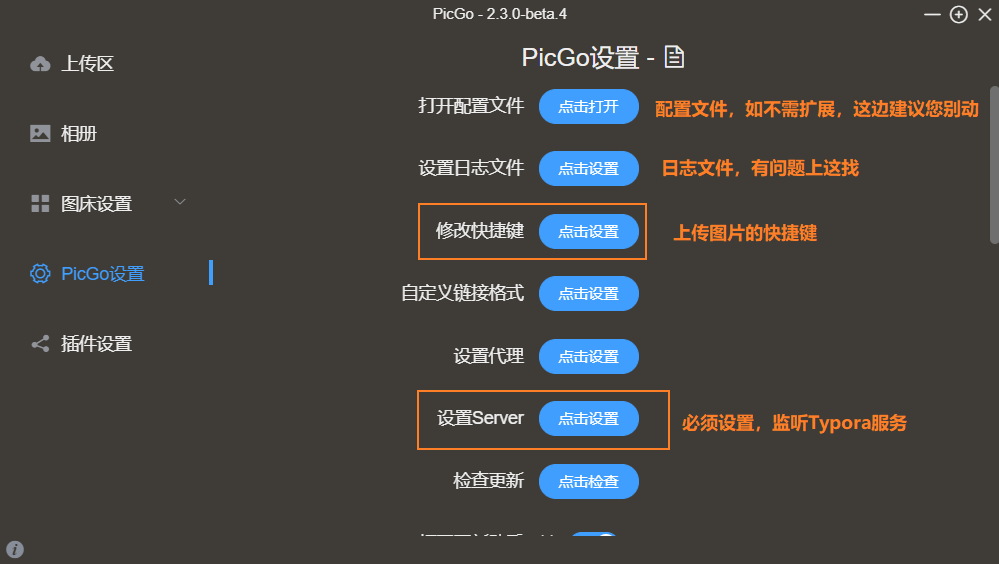 PicGo - 2.3.0-beta.4
上传区
相册
图床设置
PicGo设置
插件设置
PicGo设置 -
打开配置文件 点击打开 配置文件，如不需扩展，这边建议您别动
设置日志文件 点击设置 日志文件，有问题上这找
修改快捷键 点击设置 上传图片的快捷键
自定义链接格式 点击设置
设置代理 点击设置
设置Server 点击设置 必须设置，监听Typora服务
检查更新 点击检查